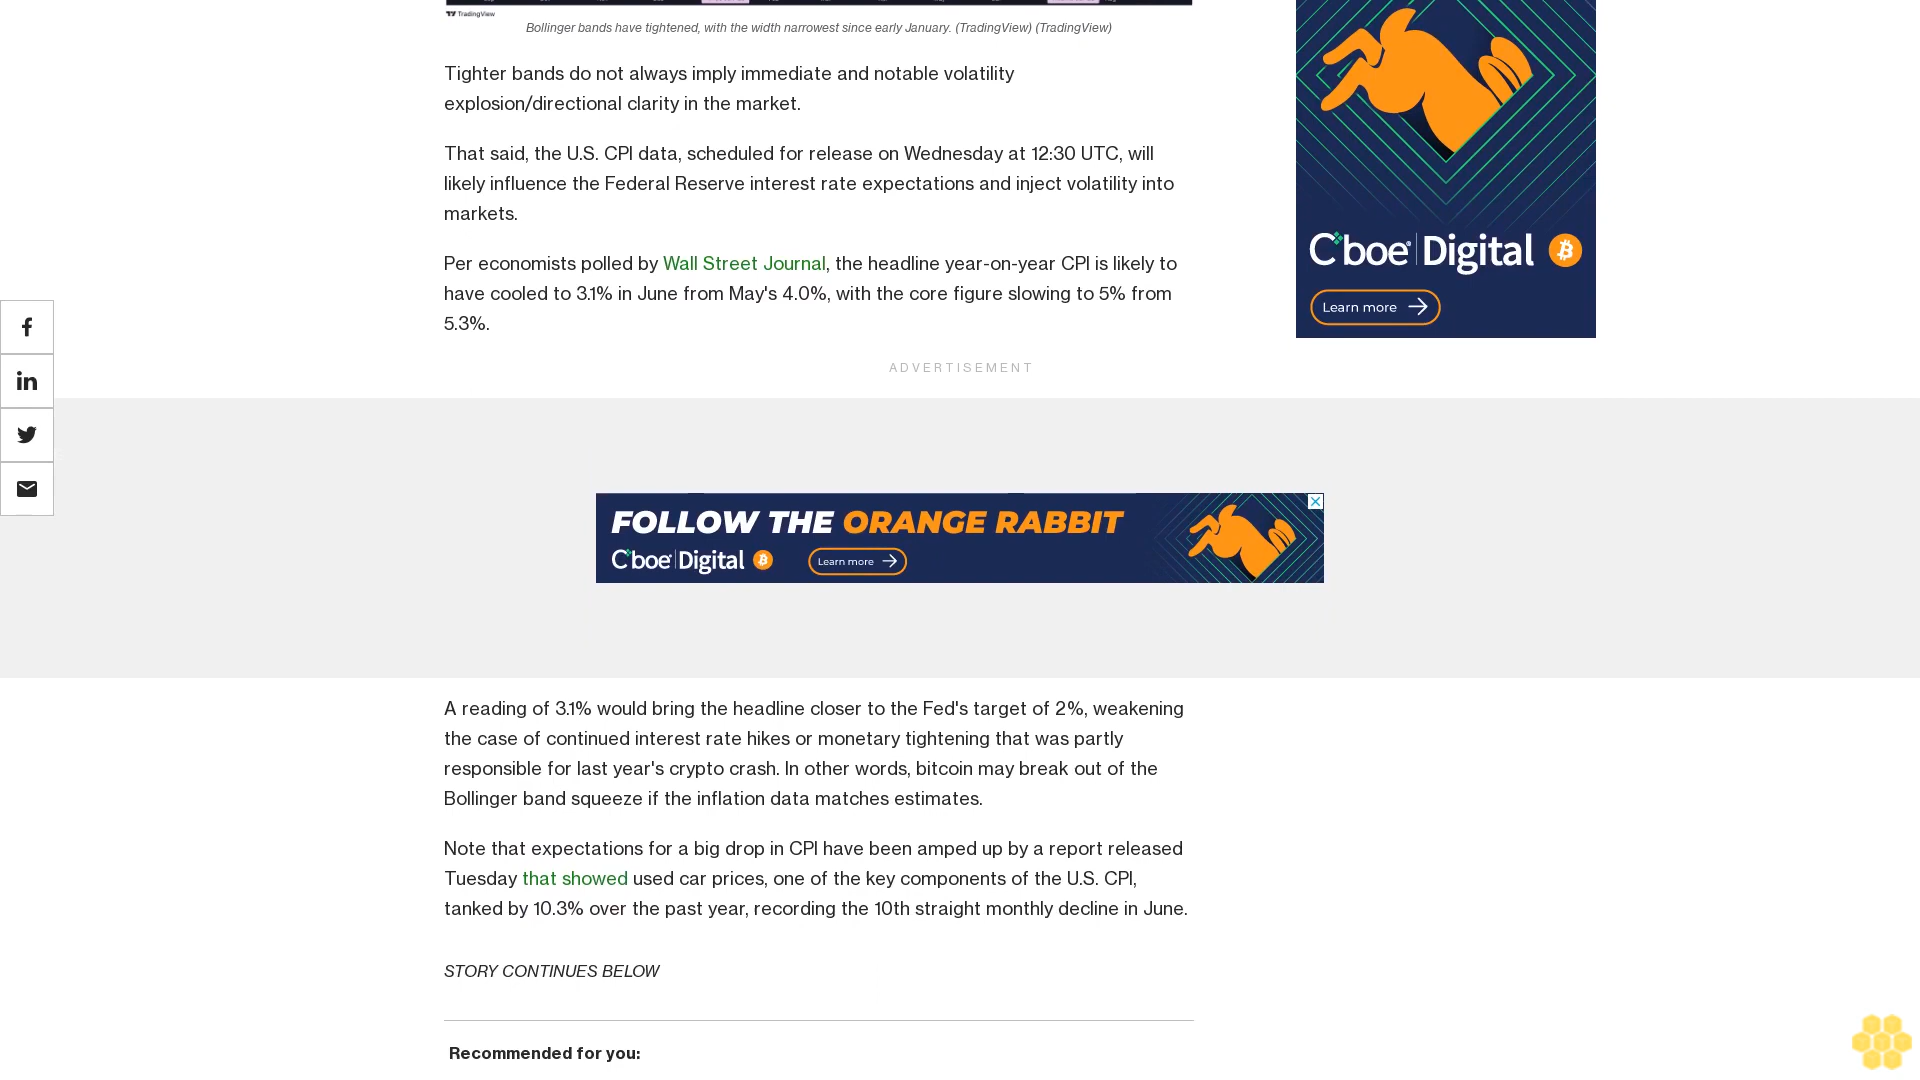 TradingView
Bollinger bands have tightened, with the width narrowest since early January. (TradingView) (TradingView)
Tighter bands do not always imply immediate and notable volatility
explosion/directional clarity in the market.
That said, the U.S. CPI data, scheduled for release on Wednesday at 12:30 UTC, will
likely influence the Federal Reserve interest rate expectations and inject volatility into
markets.
Per economists polled by Wall Street Journal, the headline year-on-year CPI is likely to
have cooled to 3.1% in June from May's 4.0%, with the core figure slowing to 5% from
5.3%.
Cboe Digital
Learn more
ADVERTISEMENT
FOLLOW THE ORANGE RABBIT
Cboe Digital
Learn more
A reading of 3.1% would bring the headline closer to the Fed's target of 2%, weakening
the case of continued interest rate hikes or monetary tightening that was partly
responsible for last year's crypto crash. In other words, bitcoin may break out of the
Bollinger band squeeze if the inflation data matches estimates.
Note that expectations for a big drop in CPI have been amped up by a report released
Tuesday that showed used car prices, one of the key components of the U.S. CPI,
tanked by 10.3% over the past year, recording the 10th straight monthly decline in June.
STORY CONTINUES BELOW
Recommended for you: